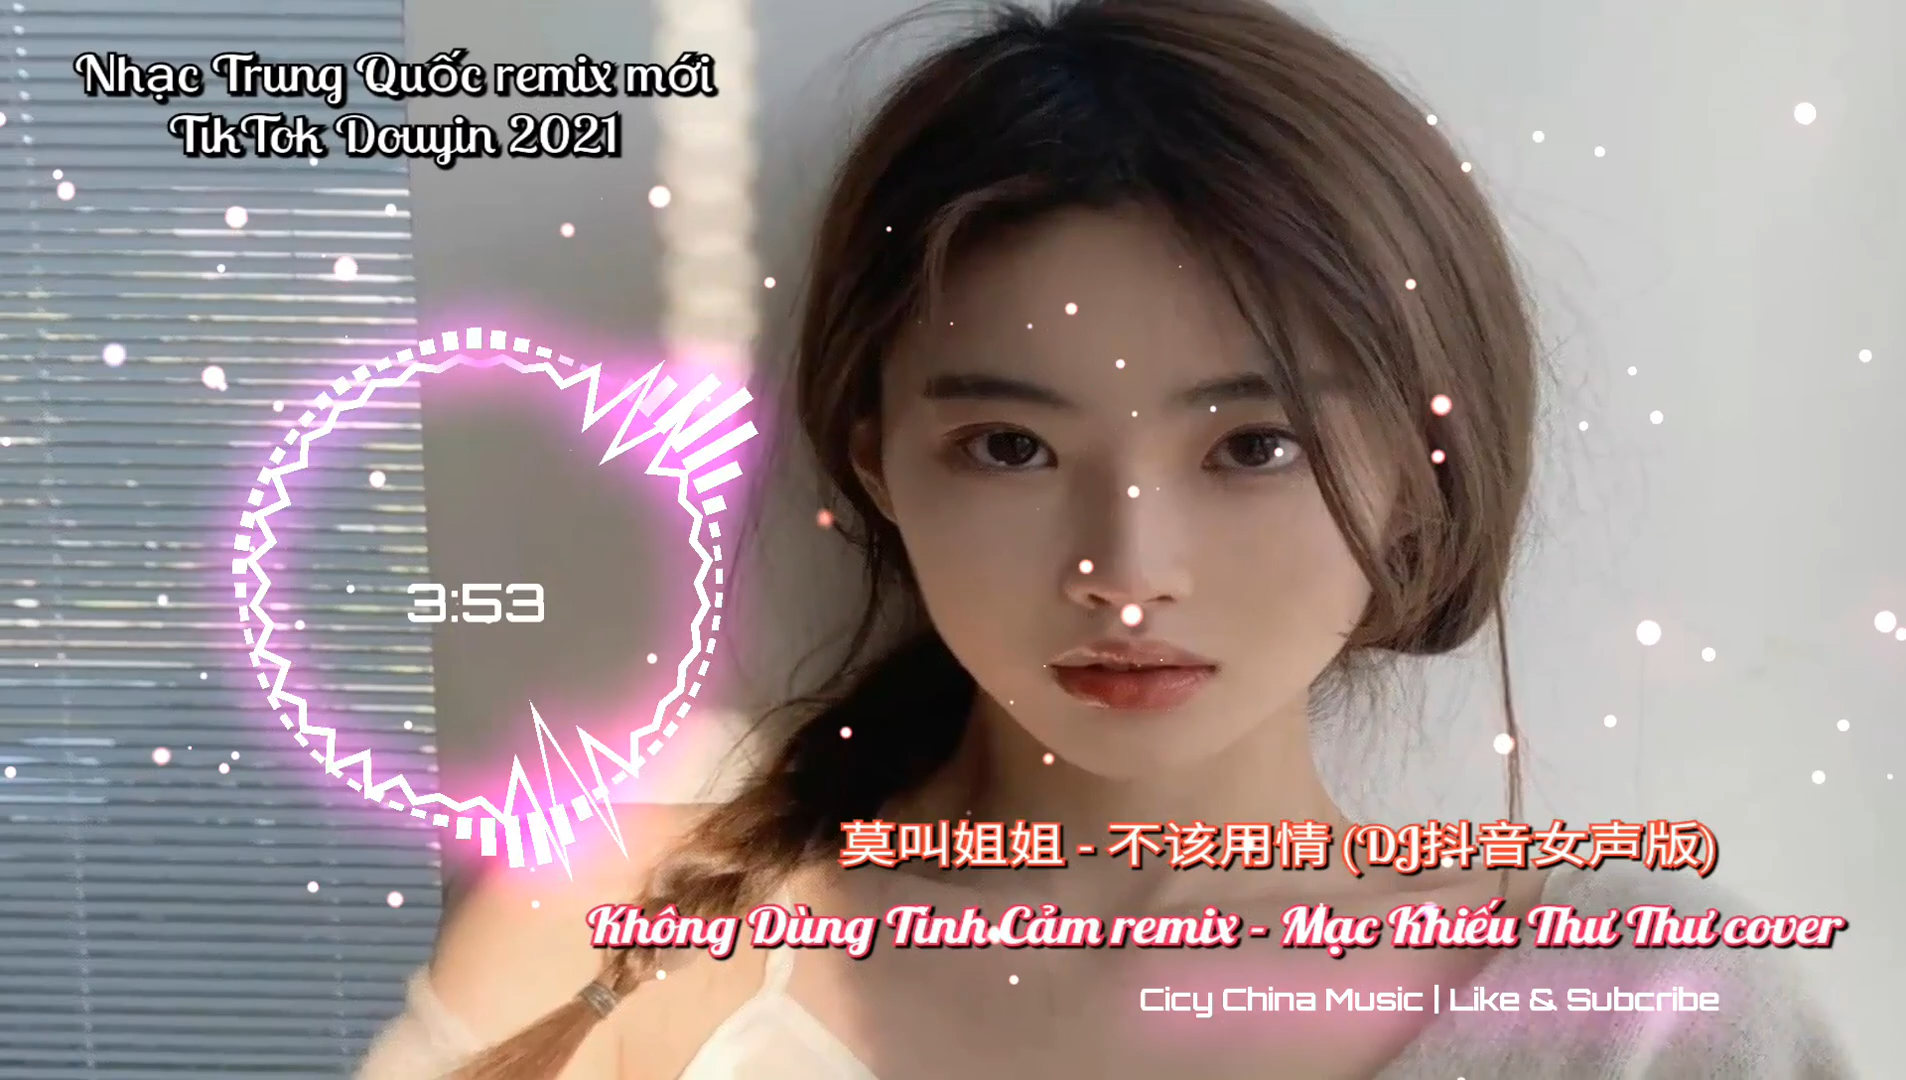 Nhạc Trung Quốc remix mới
TikTok Douyin 2021
3:53
莫叫姐姐 - 不该用情 (DJ抖音女声版)
Không Dùng Tình Cảm remix - Mạc Khiếu Thư Thư cover
Cicy China Music | Like & Subcribe